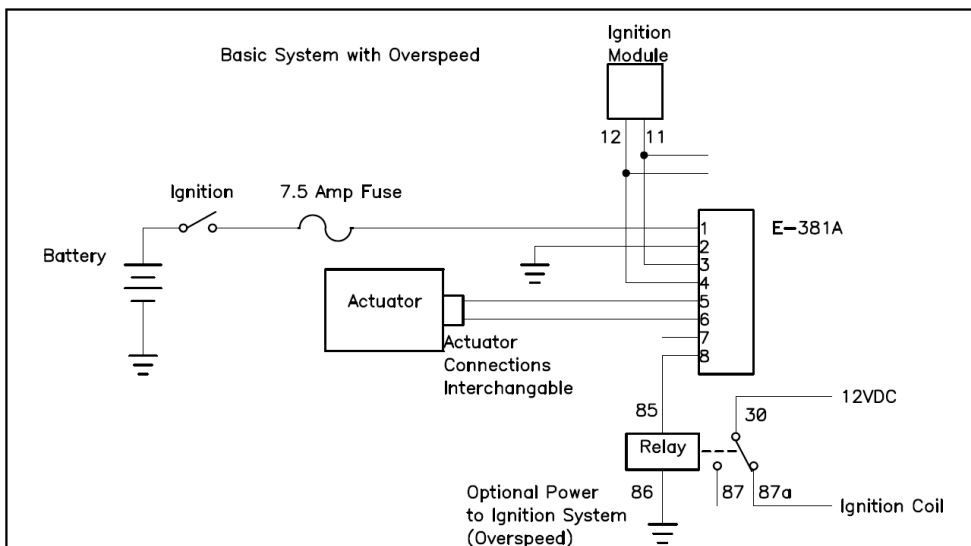 Basic System with Overspeed
Ignition
Module
12
11
Ignition
7.5 Amp Fuse
Battery
E-381A
1
2
3
4
5
6
7
8
Actuator
Actuator
Connections
Interchangable
85
Relay
86
30
12VDC
87
87a
Ignition Coil
Optional Power
to Ignition System
(Overspeed)